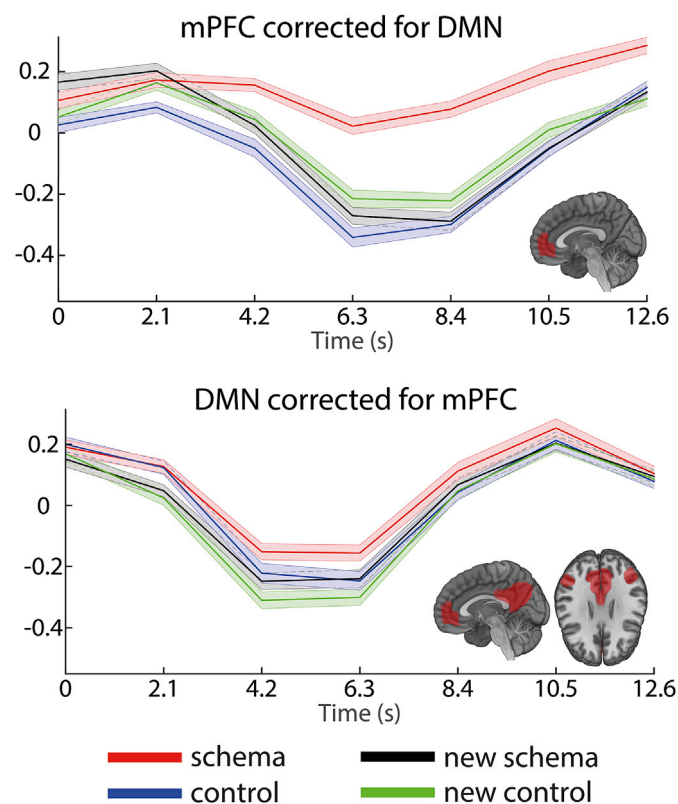 mPFC corrected for DMN
0.2
0
-0.2
-0.4
0 2.1 4.2 6.3 8.4 10.5 12.6
Time (s)
DMN corrected for mPFC
0.2
0
-0.2
-0.4
0 2.1 4.2 6.3 8.4 10.5 12.6
Time (s)
schema new schema
control new control